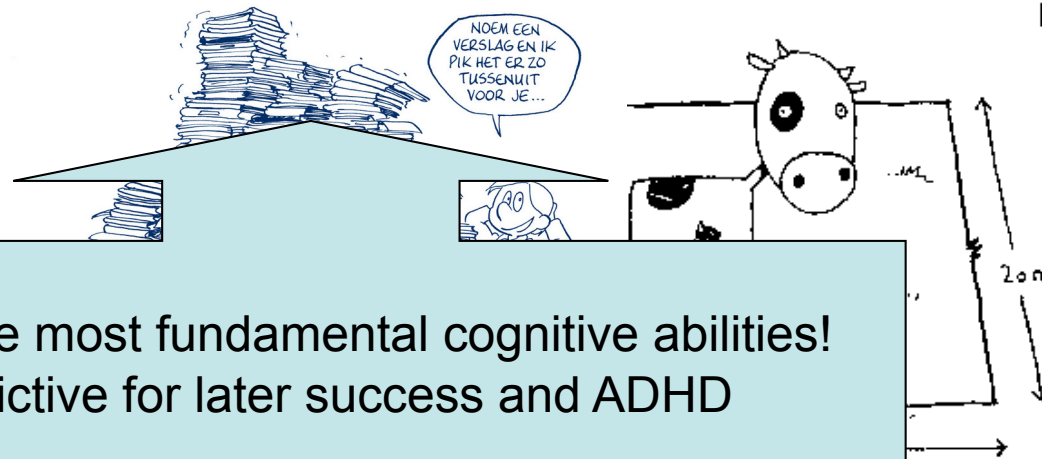 NOEM EEN
VERSLAG EN IK
PIK HET ER ZO
TUSSENUIT
VOOR JE...
most fundamental cognitive abilities!
for later success and ADHD